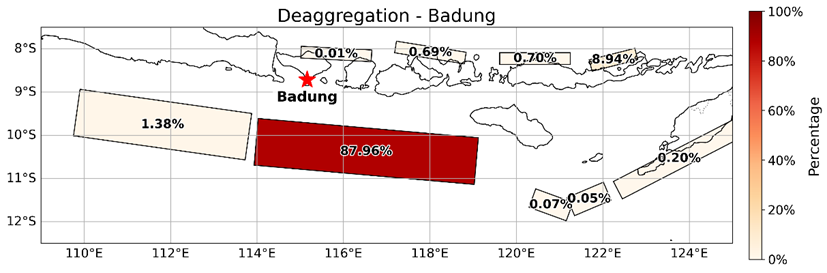 Deaggregation - Badung
8°S
9°S
10°S
11°S
12°S
0.01%
0.69%
0.70%
8.94%
Badung
1.38%
87.96%
0.20%
0.07%
0.05%
110°E
112°E
114°E
116°E
118°E
120°E
122°E
124°E
100%
80%
60%
40%
20%
0%
Percentage